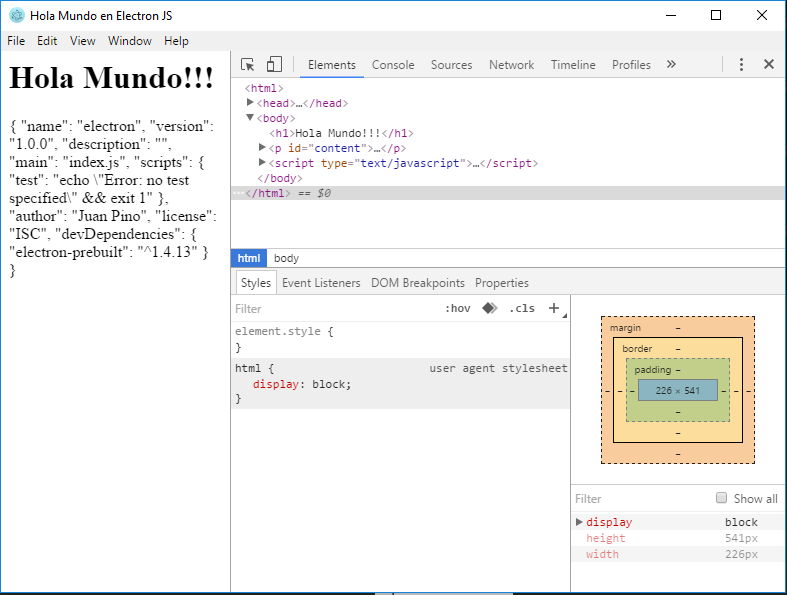 Hola Mundo en Electron JS
File Edit View Window Help
Hola Mundo!!!
{ "name": "electron", "version":
"1.0.0", "description": "",
"main": "index.js", "scripts": {
"test": "echo \"Error: no test
specified\" && exit 1" },
"author": "Juan Pino", "license":
"ISC", "devDependencies": {
"electron-prebuilt": "^1.4.13" }
}
Elements Console Sources Network Timeline Profiles »
<html>
<head>…</head>
<body>
<h1>Hola Mundo!!!</h1>
<p id="content">…</p>
<script type="text/javascript">…</script>
</body>
…</html> == $0
html body
Styles Event Listeners DOM Breakpoints Properties
Filter :hov .cls +
element.style {
}
html { user agent stylesheet
display: block;
}
margin -
border -
padding -
- - - 226 × 541 - - -
-
-
-
Filter Show all
display block
height 541px
width 226px